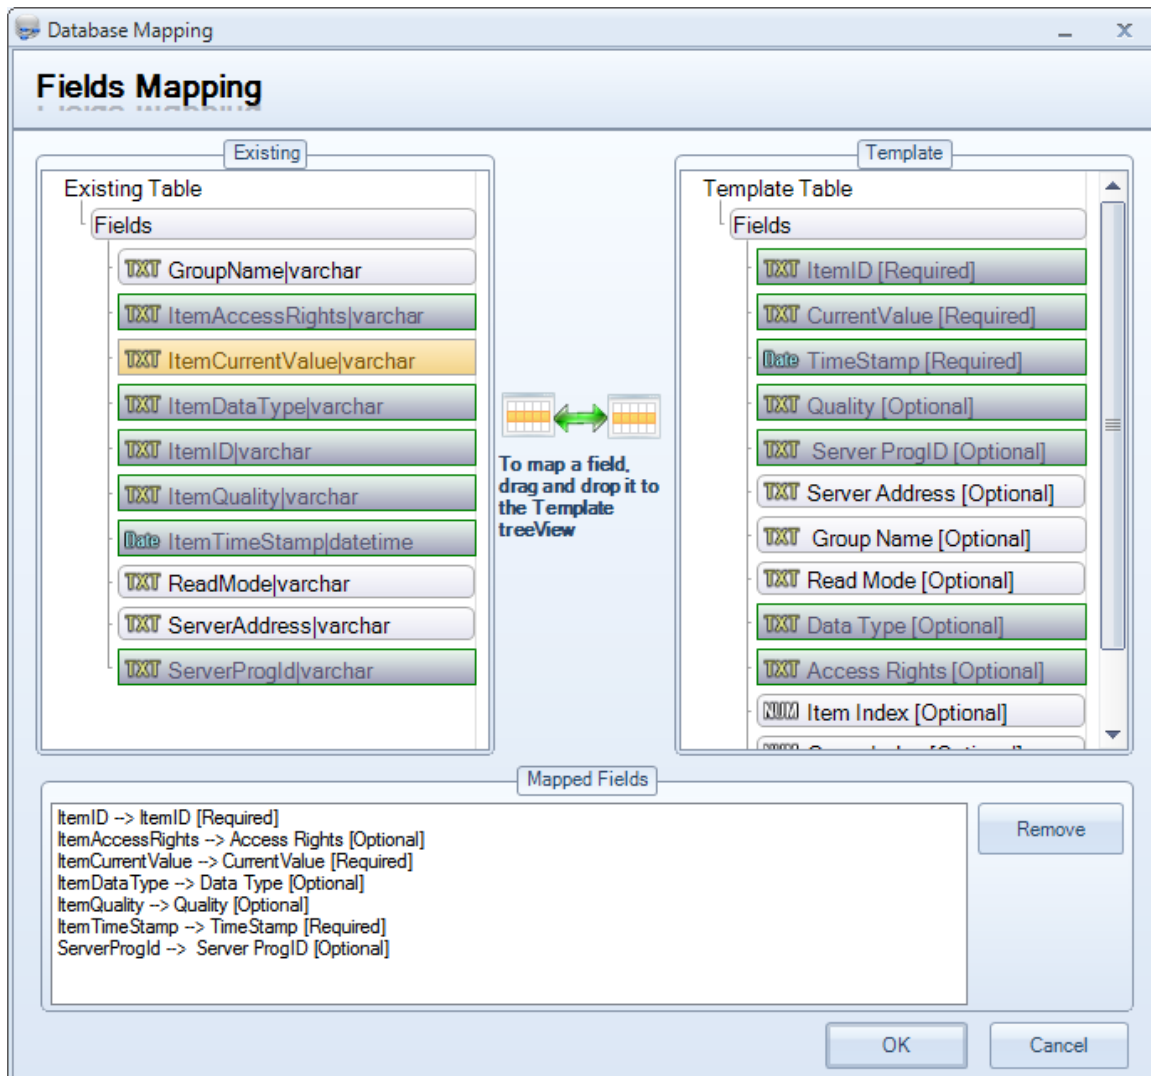 Database Mapping
Fields Mapping
Existing
Existing Table
Fields
TXT GroupName|varchar
TXT ItemAccessRights|varchar
TXT ItemCurrentValue|varchar
TXT ItemDataType|varchar
TXT ItemID|varchar
TXT ItemQuality|varchar
Date ItemTimeStamp|datetime
TXT ReadMode|varchar
TXT ServerAddress|varchar
TXT ServerProgId|varchar
To map a field,
drag and drop it to
the Template
treeView
Template
Template Table
Fields
TXT ItemID [Required]
TXT CurrentValue [Required]
Date TimeStamp [Required]
TXT Quality [Optional]
TXT Server ProgID [Optional]
TXT Server Address [Optional]
TXT Group Name [Optional]
TXT Read Mode [Optional]
TXT Data Type [Optional]
TXT Access Rights [Optional]
NUM Item Index [Optional]
Mapped Fields
ItemID --> ItemID [Required]
ItemAccessRights --> Access Rights [Optional]
ItemCurrentValue --> CurrentValue [Required]
ItemDataType --> Data Type [Optional]
ItemQuality --> Quality [Optional]
ItemTimeStamp --> TimeStamp [Required]
ServerProgId --> Server ProgID [Optional]
Remove
OK
Cancel